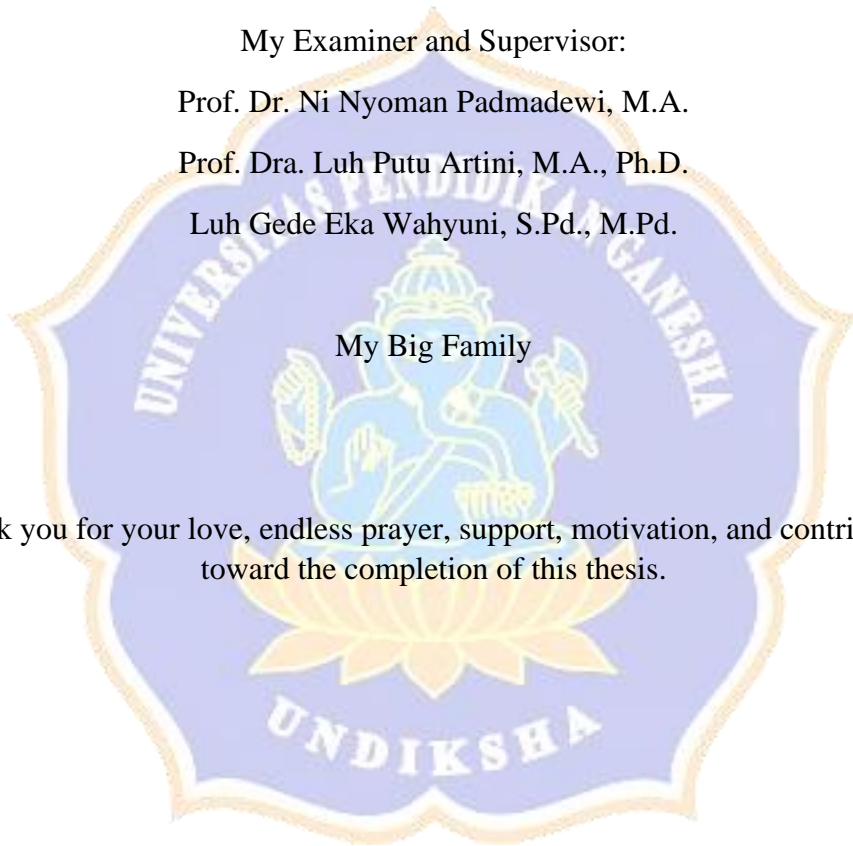 My Examiner and Supervisor:
Prof. Dr. Ni Nyoman Padmadewi, M.A.
Prof. Dra. Luh Putu Artini, M.A., Ph.D.
Luh Gede Eka Wahyuni, S.Pd., M.Pd.
UNIVERSITAS PENDIDIKAN GANESHA
My Big Family
k you for your love, endless prayer, support, motivation, and contri
toward the completion of this thesis.
UNDIKSHA